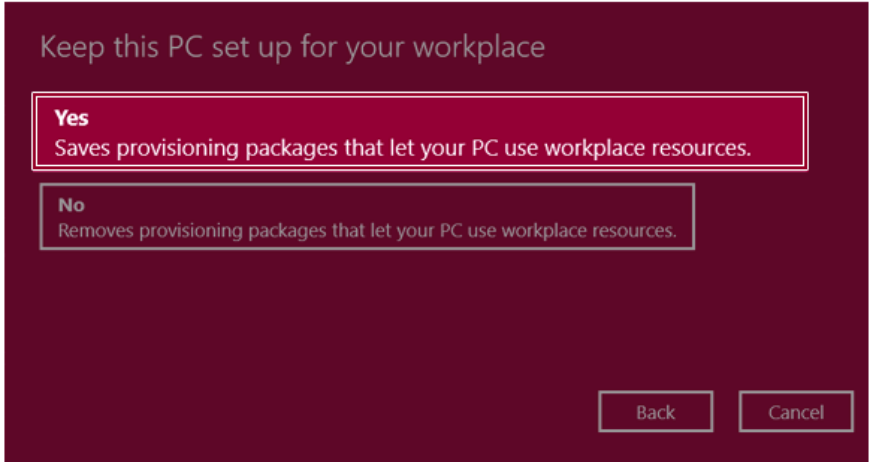 Keep this PC set up for your workplace
Yes
Saves provisioning packages that let your PC use workplace resources.
No
Removes provisioning packages that let your PC use workplace resources.
Back
Cancel